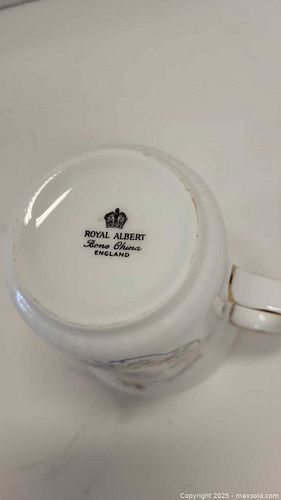 ROYAL ALBERT
Bone China
ENGLAND
Copyright 2025 - maxsold.com